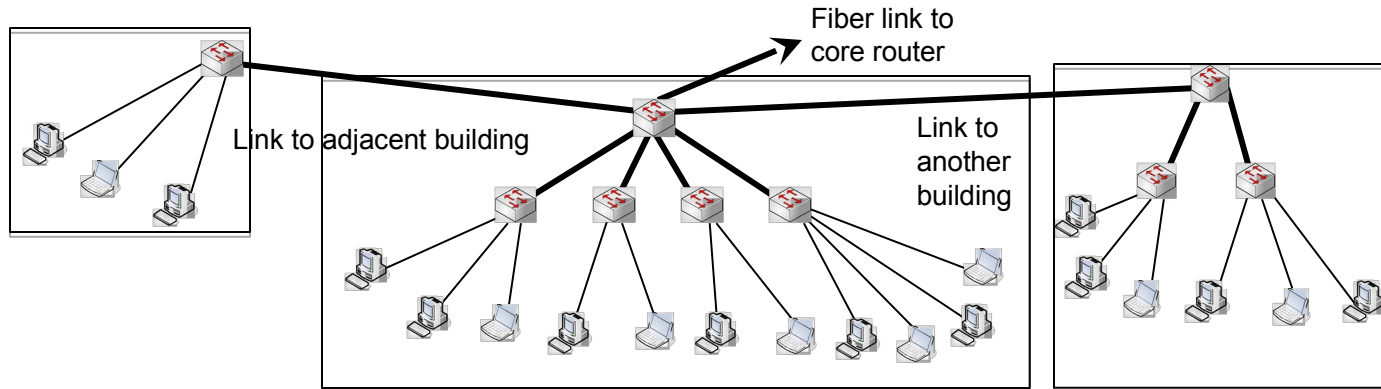 Fiber link to
core router
Link to adjacent building
Link to
another
building